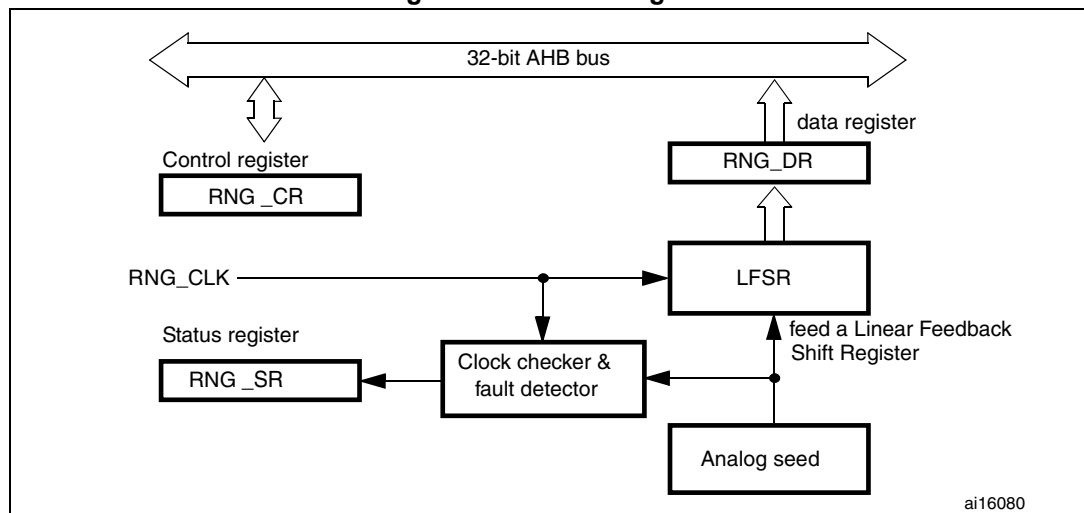 32-bit AHB bus
data register
Control register
RNG_DR
RNG _CR
RNG_CLK
LFSR
Status register
feed a Linear Feedback
Shift Register
RNG _SR
Clock checker &
fault detector
Analog seed
ai16080